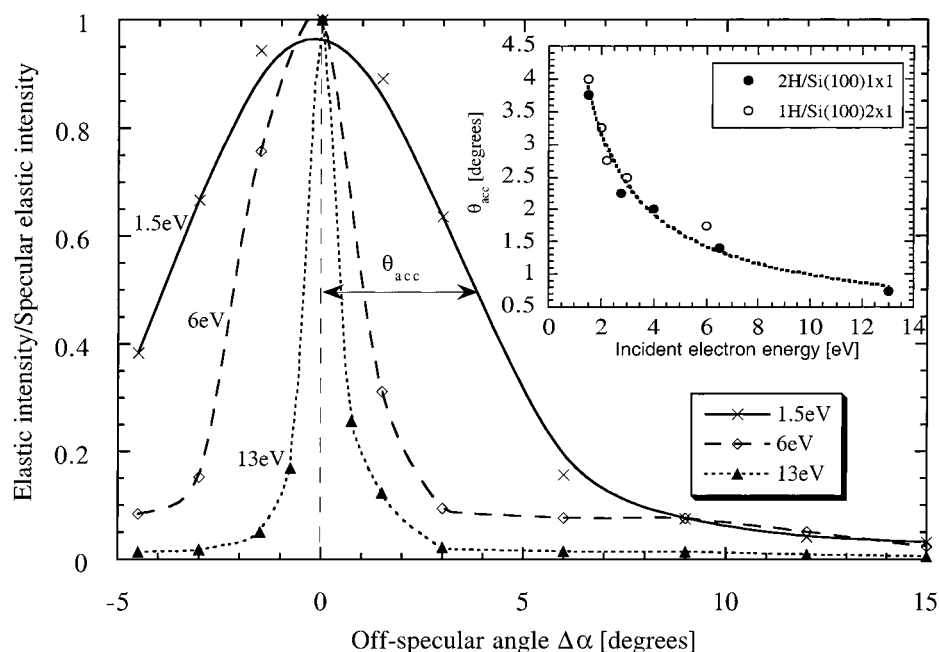 Elastic intensity/Specular elastic intensity
1
0.8
0.6
0.4
0.2
0
-5
0
5
10
15
Off-specular angle Δα [degrees]
1.5eV
6eV
13eV
θacc
1.5eV
6eV
13eV
θacc [degrees]
4.5
4
3.5
3
2.5
2
1.5
1
0.5
0
2
4
6
8
10
12
14
Incident electron energy [eV]
2H/Si(100)1x1
1H/Si(100)2x1